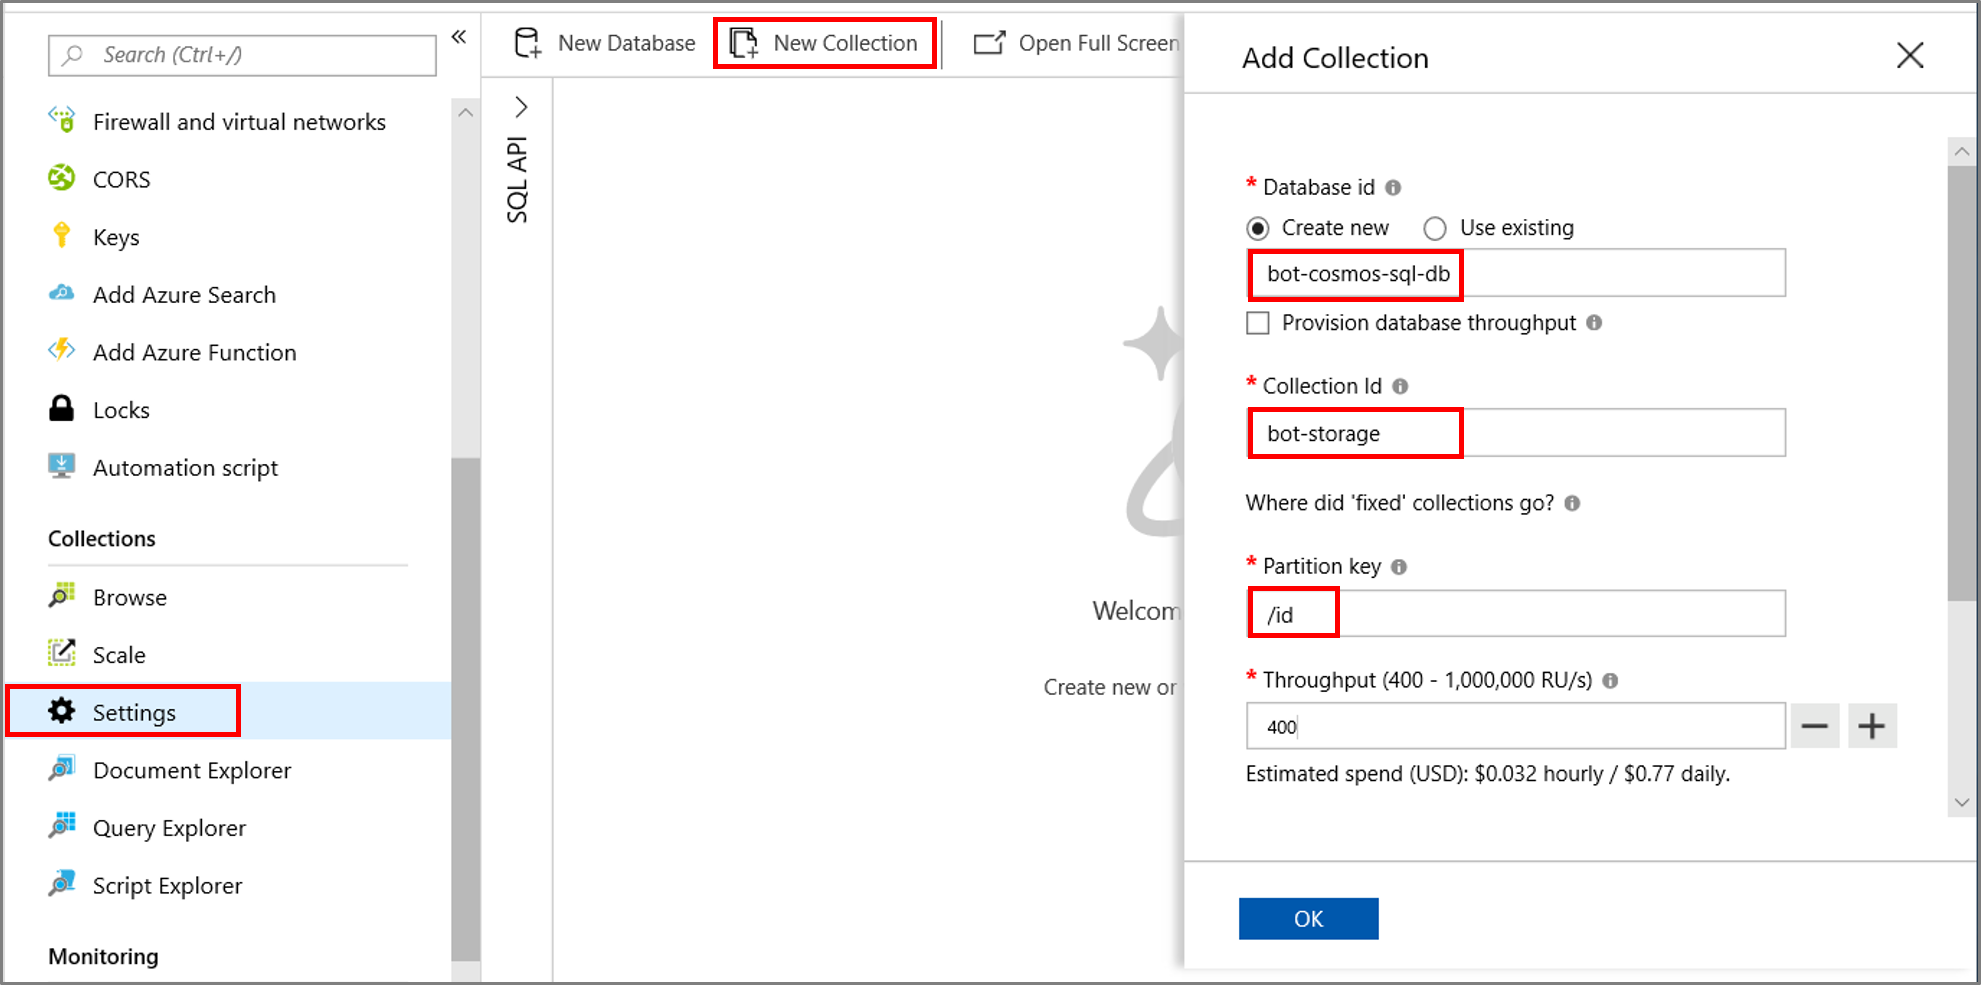 Search (Ctrl+/)
«
Firewall and virtual networks
CORS
Keys
Add Azure Search
Add Azure Function
Locks
Automation script
Collections
Browse
Scale
Settings
Document Explorer
Query Explorer
Script Explorer
Monitoring
New Database
New Collection
Open Full Screen
SQL API
Welcom
Create new or
Add Collection
* Database id
Create new
Use existing
bot-cosmos-sql-db
Provision database throughput
* Collection Id
bot-storage
Where did 'fixed' collections go?
* Partition key
/id
* Throughput (400 - 1,000,000 RU/s)
400
Estimated spend (USD): $0.032 hourly / $0.77 daily.
OK